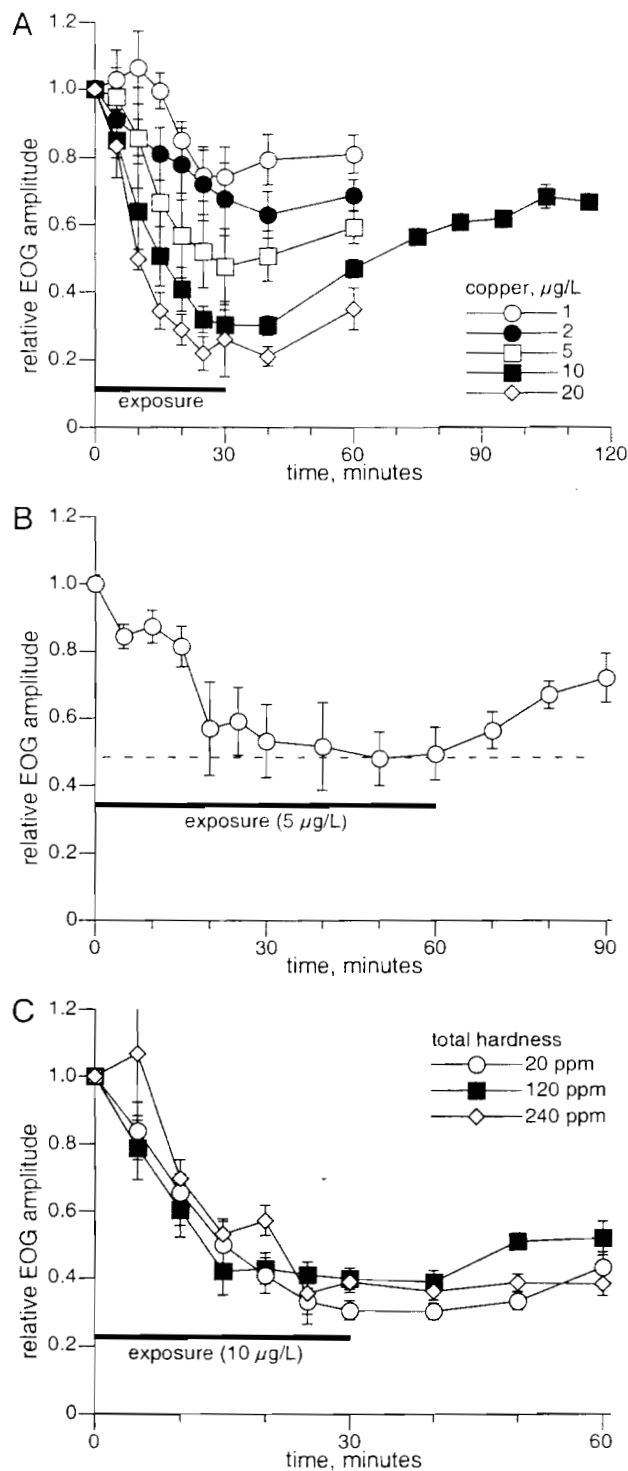 A
1.2
1.0
0.8
0.6
0.4
0.2
0
relative EOG amplitude
copper, µg/L
1
2
5
10
20
exposure
0 30 60 90 120
time, minutes
B
1.2
1.0
0.8
0.6
0.4
0.2
0
relative EOG amplitude
exposure (5 µg/L)
0 30 60 90
time, minutes
C
1.2
1.0
0.8
0.6
0.4
0.2
0
relative EOG amplitude
total hardness
20 ppm
120 ppm
240 ppm
exposure (10 µg/L)
0 30 60
time, minutes